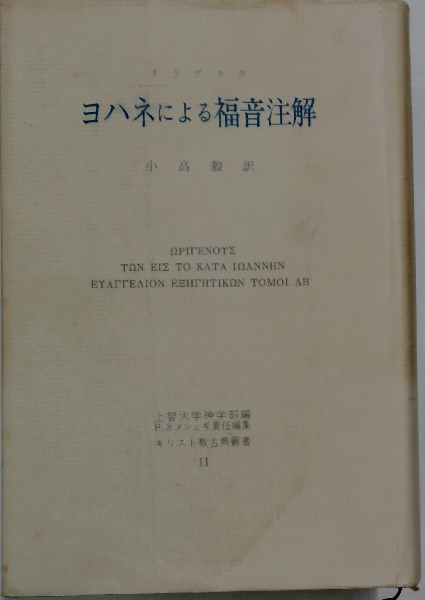 オリゲネス
ヨハネによる福音注解
小高毅訳
ΩΡΙΓΕΝΟΥΣ
ΤΩΝ ΕΙΣ ΤΟ ΚΑΤΑ ΙΩΑΝΝΗΝ
ΕΥΑΓΓΕΛΙΟΝ ΕΞΗΓΗΤΙΚΩΝ ΤΟΜΟΙ ΛΒ
上智大学神学部編
P.ネメシェギ責任編集
キリスト教古典叢書
11